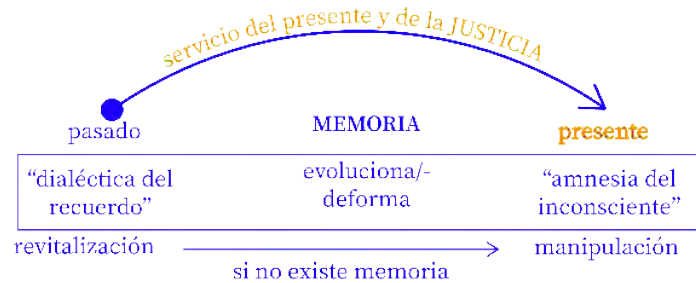 servicio del presente y de la JUSTICIA
pasado
MEMORIA
presente
“dialéctica del
recuerdo”
evoluciona/-
deforma
“amnesia del
inconsciente”
revitalización
manipulación
si no existe memoria